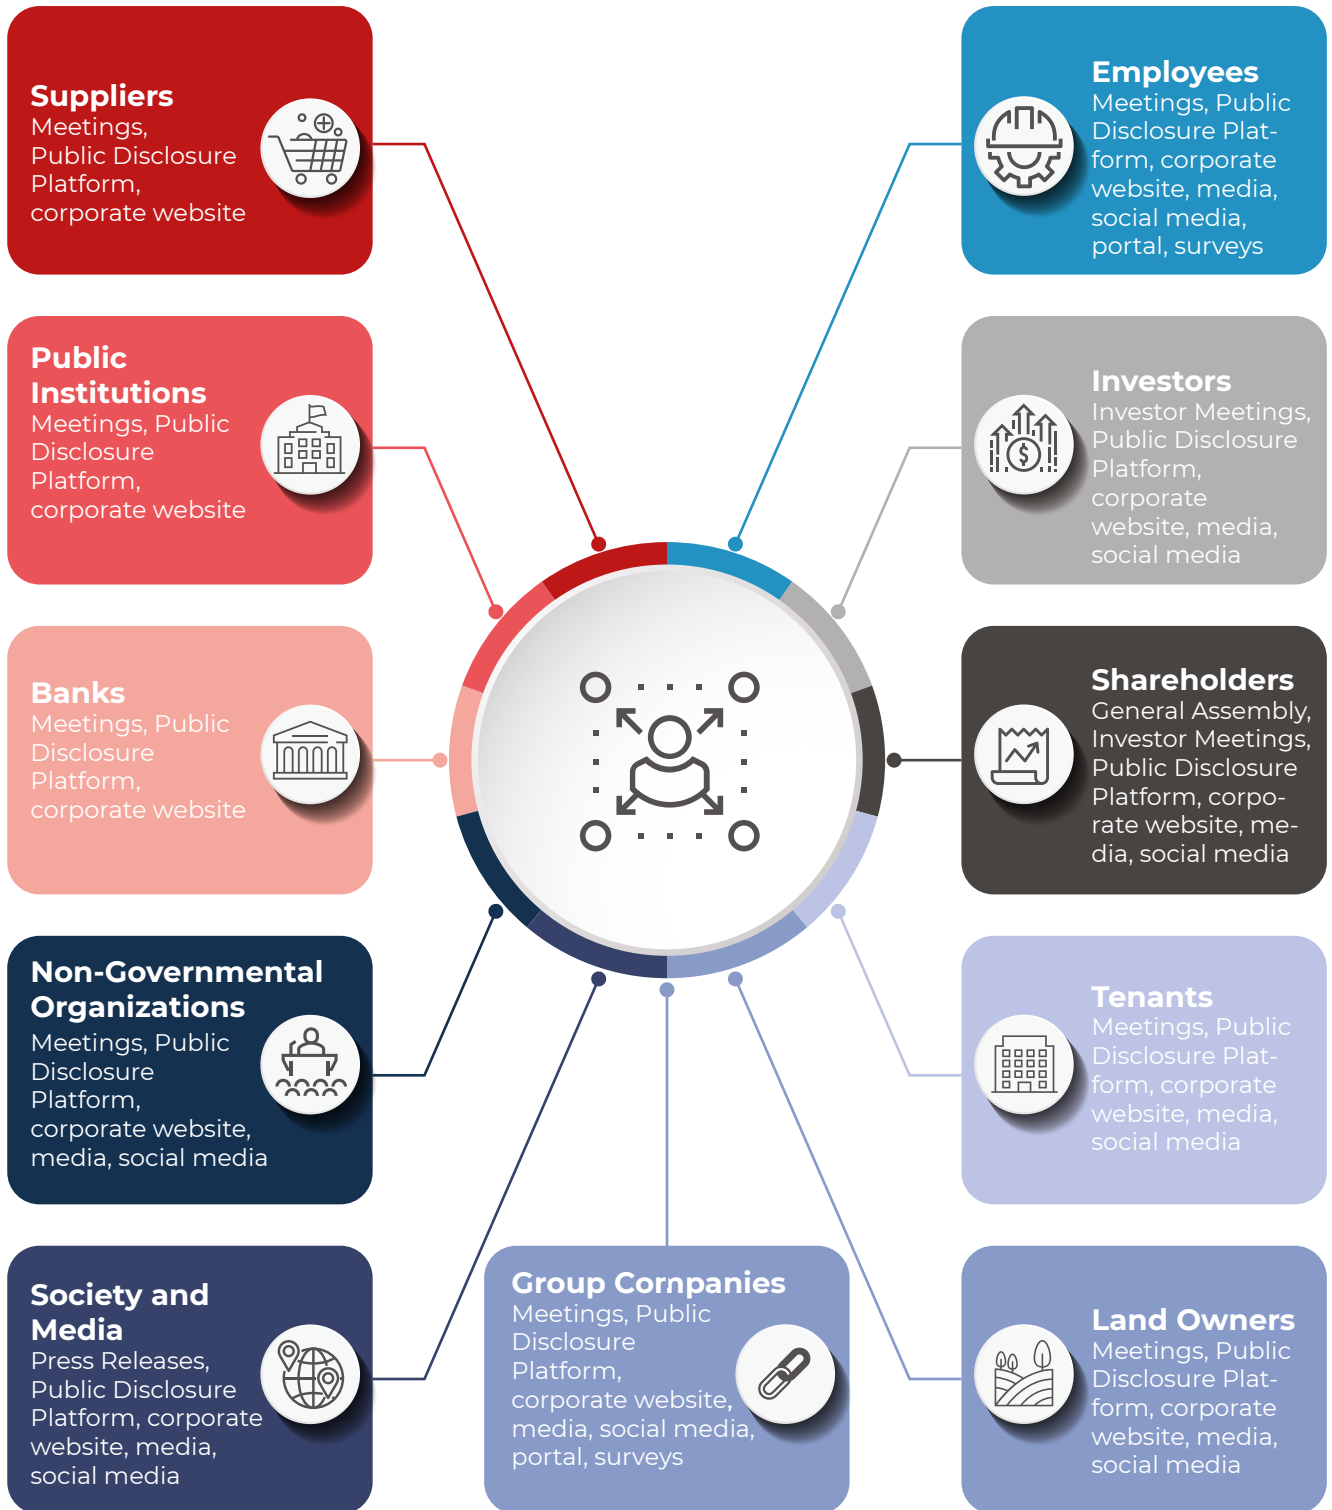 Suppliers
Meetings,
Public Disclosure
Platform,
corporate website
Public
Institutions
Meetings, Public
Disclosure
Platform,
corporate website
Banks
Meetings, Public
Disclosure
Platform,
corporate website
Non-Governmental
Organizations
Meetings, Public
Disclosure
Platform,
corporate website,
media, social media
Society and
Media
Press Releases,
Public Disclosure
Platform, corporate
website, media,
social media
Group Companies
Meetings, Public
Disclosure
Platform,
corporate website,
media, social media,
portal, surveys
Employees
Meetings, Public
Disclosure Plat-
form, corporate
website, media,
social media,
portal, surveys
Investors
Investor Meetings,
Public Disclosure
Platform,
corporate
website, media,
social media
Shareholders
General Assembly,
Investor Meetings,
Public Disclosure
Platform, corpo-
rate website, me-
dia, social media
Tenants
Meetings, Public
Disclosure Plat-
form, corporate
website, media,
social media
Land Owners
Meetings, Public
Disclosure Plat-
form, corporate
website, media,
social media